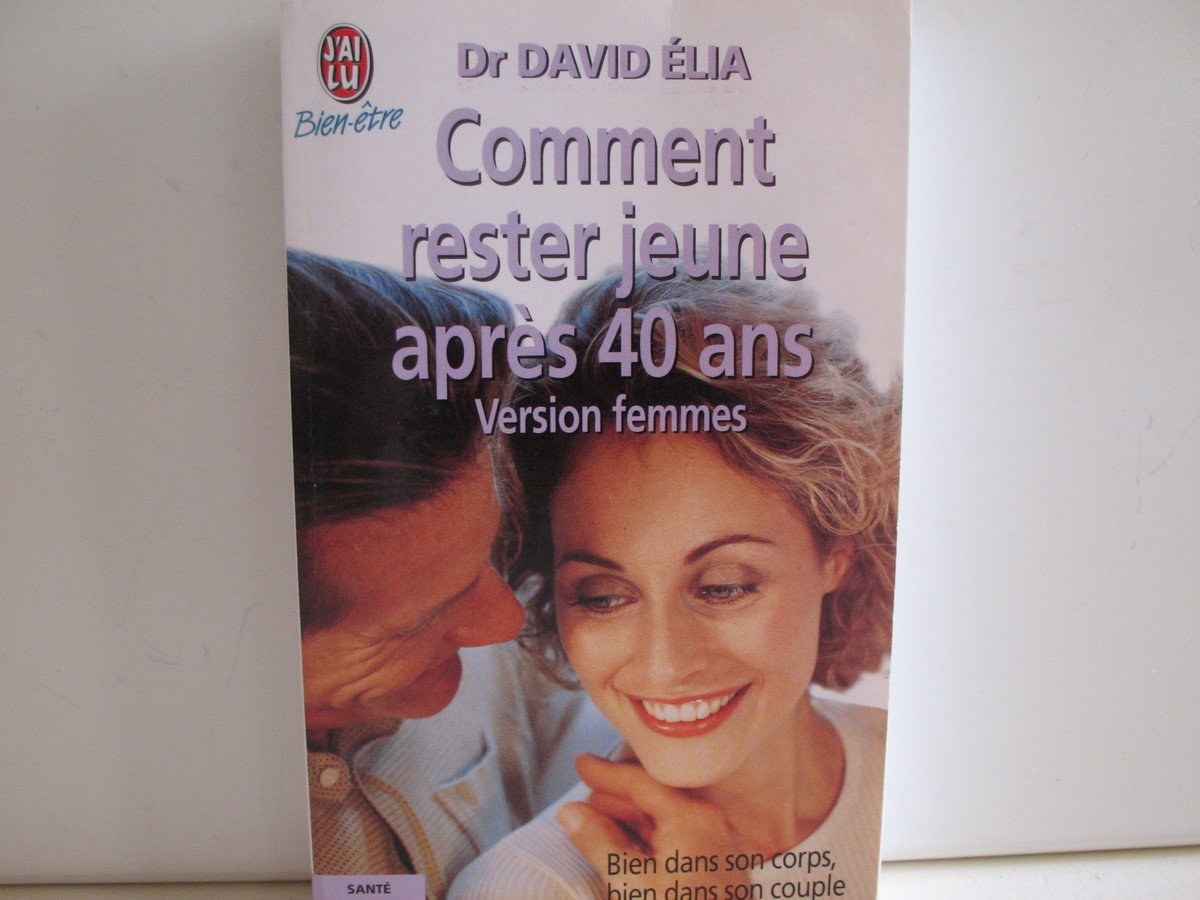 J'AI
LU
Bien-être
Dr DAVID ÉLIA
Comment
rester jeune
après 40 ans
Version femmes
Bien dans son corps,
bien dans son couple
SANTÉ